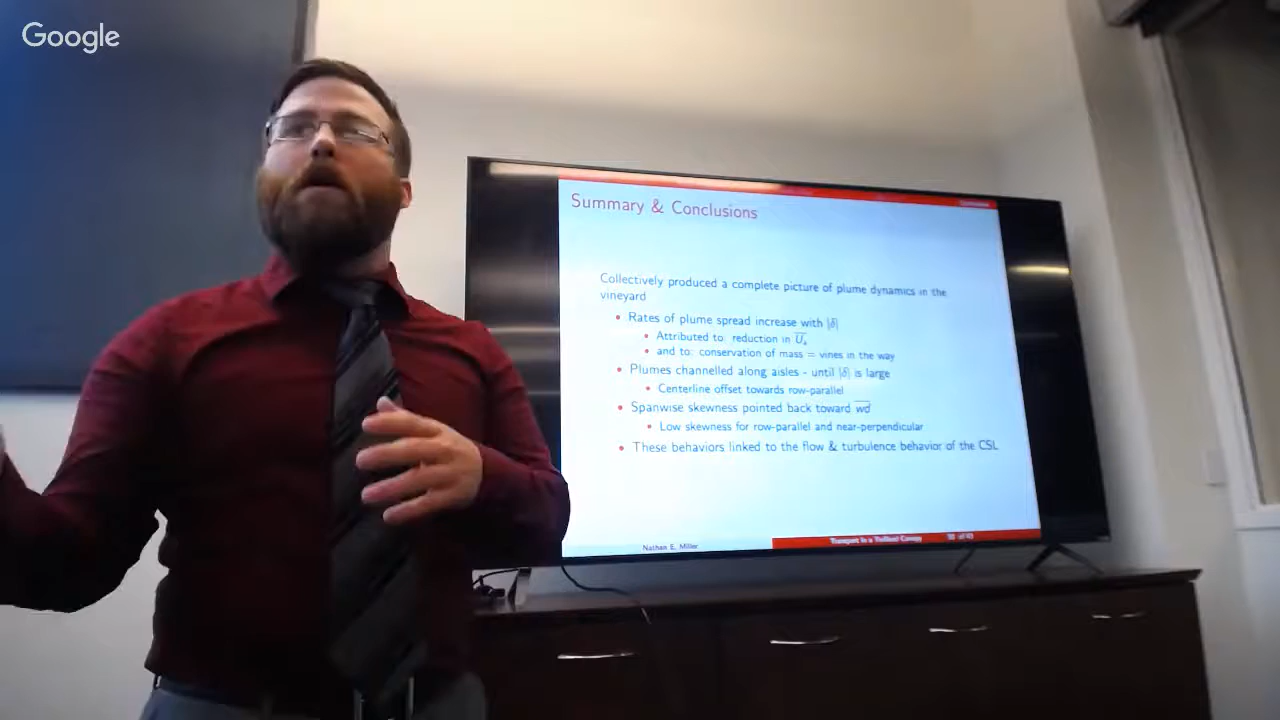 Google
Summary & Conclusions
Collectively produced a complete picture of plume dynamics in the
vineyard
• Rates of plume spread increase with |δ|
• Attributed to: reduction in
• and to: conservation of mass = vines in the way
• Plumes channelled along aisles - until |δ| is large
• Centerline offset towards row-parallel
• Spanwise skewness pointed back toward w̅d̅
• Low skewness for row-parallel and near-perpendicular
• These behaviors linked to the flow & turbulence behavior of the CSL
Nathan E. Miller
Transport in a Trellised Canopy